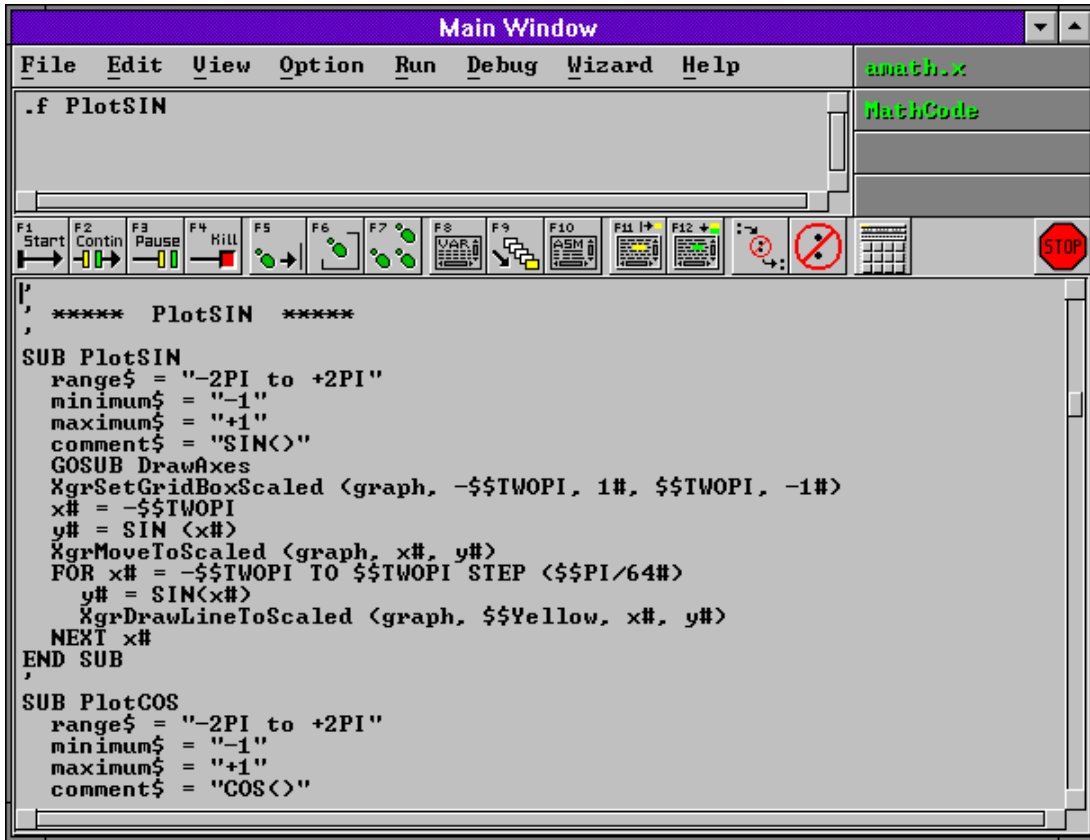 Main Window
File Edit View Option Run Debug Wizard Help
amath.x
.f PlotSIN
MathCode
F1 Start F2 Contin F3 Pause F4 Kill F5 F6 F7 F8 VAR F9 F10 ASM F11 F12 STOP
'
' ***** PlotSIN *****
'
SUB PlotSIN
  range$ = "-2PI to +2PI"
  minimum$ = "-1"
  maximum$ = "+1"
  comment$ = "SIN()"
  GOSUB DrawAxes
  XgrSetGridBoxScaled (graph, -$$TWOPI, 1#, $$TWOPI, -1#)
  x# = -$$TWOPI
  y# = SIN (x#)
  XgrMoveToScaled (graph, x#, y#)
  FOR x# = -$$TWOPI TO $$TWOPI STEP ($$PI/64#)
    y# = SIN(x#)
    XgrDrawLineToScaled (graph, $$Yellow, x#, y#)
  NEXT x#
END SUB
'
SUB PlotCOS
  range$ = "-2PI to +2PI"
  minimum$ = "-1"
  maximum$ = "+1"
  comment$ = "COS()"